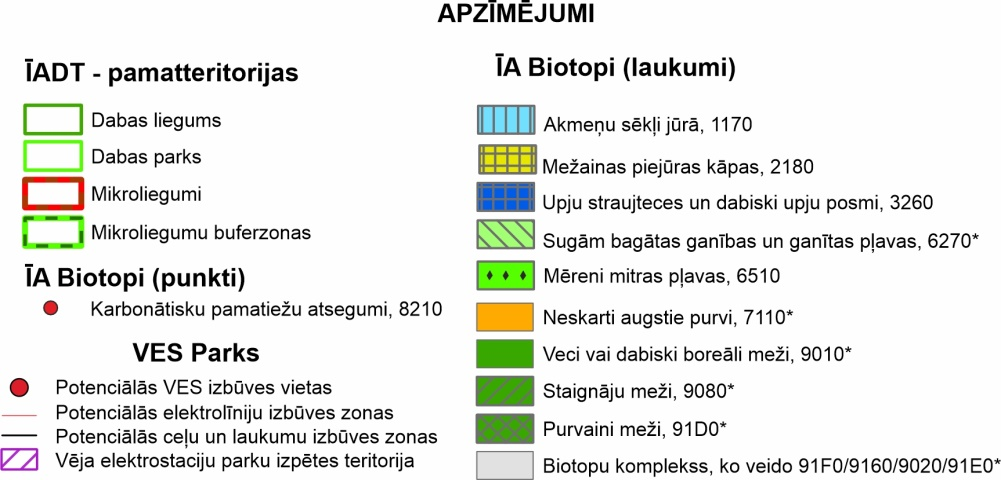 APZĪMĒJUMI
ĪADT - pamatteritorijas
Dabas liegums
Dabas parks
Mikroliegumi
Mikroliegumu buferzonas
ĪA Biotopi (punkti)
Karbonātisku pamatiežu atsegumi, 8210
VES Parks
Potenciālās VES izbūves vietas
Potenciālās elektrolīniju izbūves zonas
Potenciālās ceļu un laukumu izbūves zonas
Vēja elektrostaciju parku izpētes teritorija
ĪA Biotopi (laukumi)
Akmeņu sēkļi jūrā, 1170
Mežainas piejūras kāpas, 2180
Upju straujteces un dabiski upju posmi, 3260
Sugām bagātas ganības un ganītas pļavas, 6270*
Mēreni mitras pļavas, 6510
Neskarti augstie purvi, 7110*
Veci vai dabiski boreāli meži, 9010*
Staignāju meži, 9080*
Purvaini meži, 91D0*
Biotopu komplekss, ko veido 91F0/9160/9020/91E0*